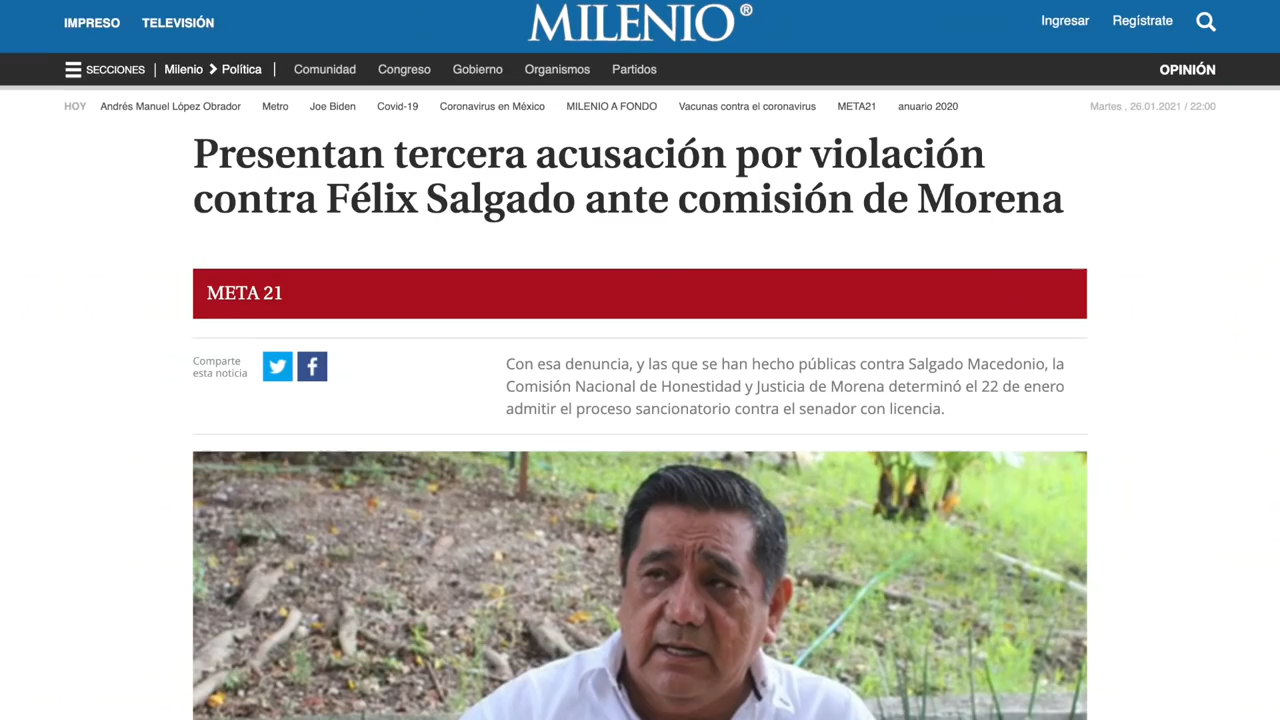 IMPRESO TELEVISIÓN MILENIO® Ingresar Regístrate
SECCIONES | Milenio > Política | Comunidad Congreso Gobierno Organismos Partidos OPINIÓN
HOY Andrés Manuel López Obrador Metro Joe Biden Covid-19 Coronavirus en México MILENIO A FONDO Vacunas contra el coronavirus META21 anuario 2020 Martes , 26.01.2021 / 22:00
Presentan tercera acusación por violación
contra Félix Salgado ante comisión de Morena
META 21
Comparte
esta noticia
Con esa denuncia, y las que se han hecho públicas contra Salgado Macedonio, la
Comisión Nacional de Honestidad y Justicia de Morena determinó el 22 de enero
admitir el proceso sancionatorio contra el senador con licencia.